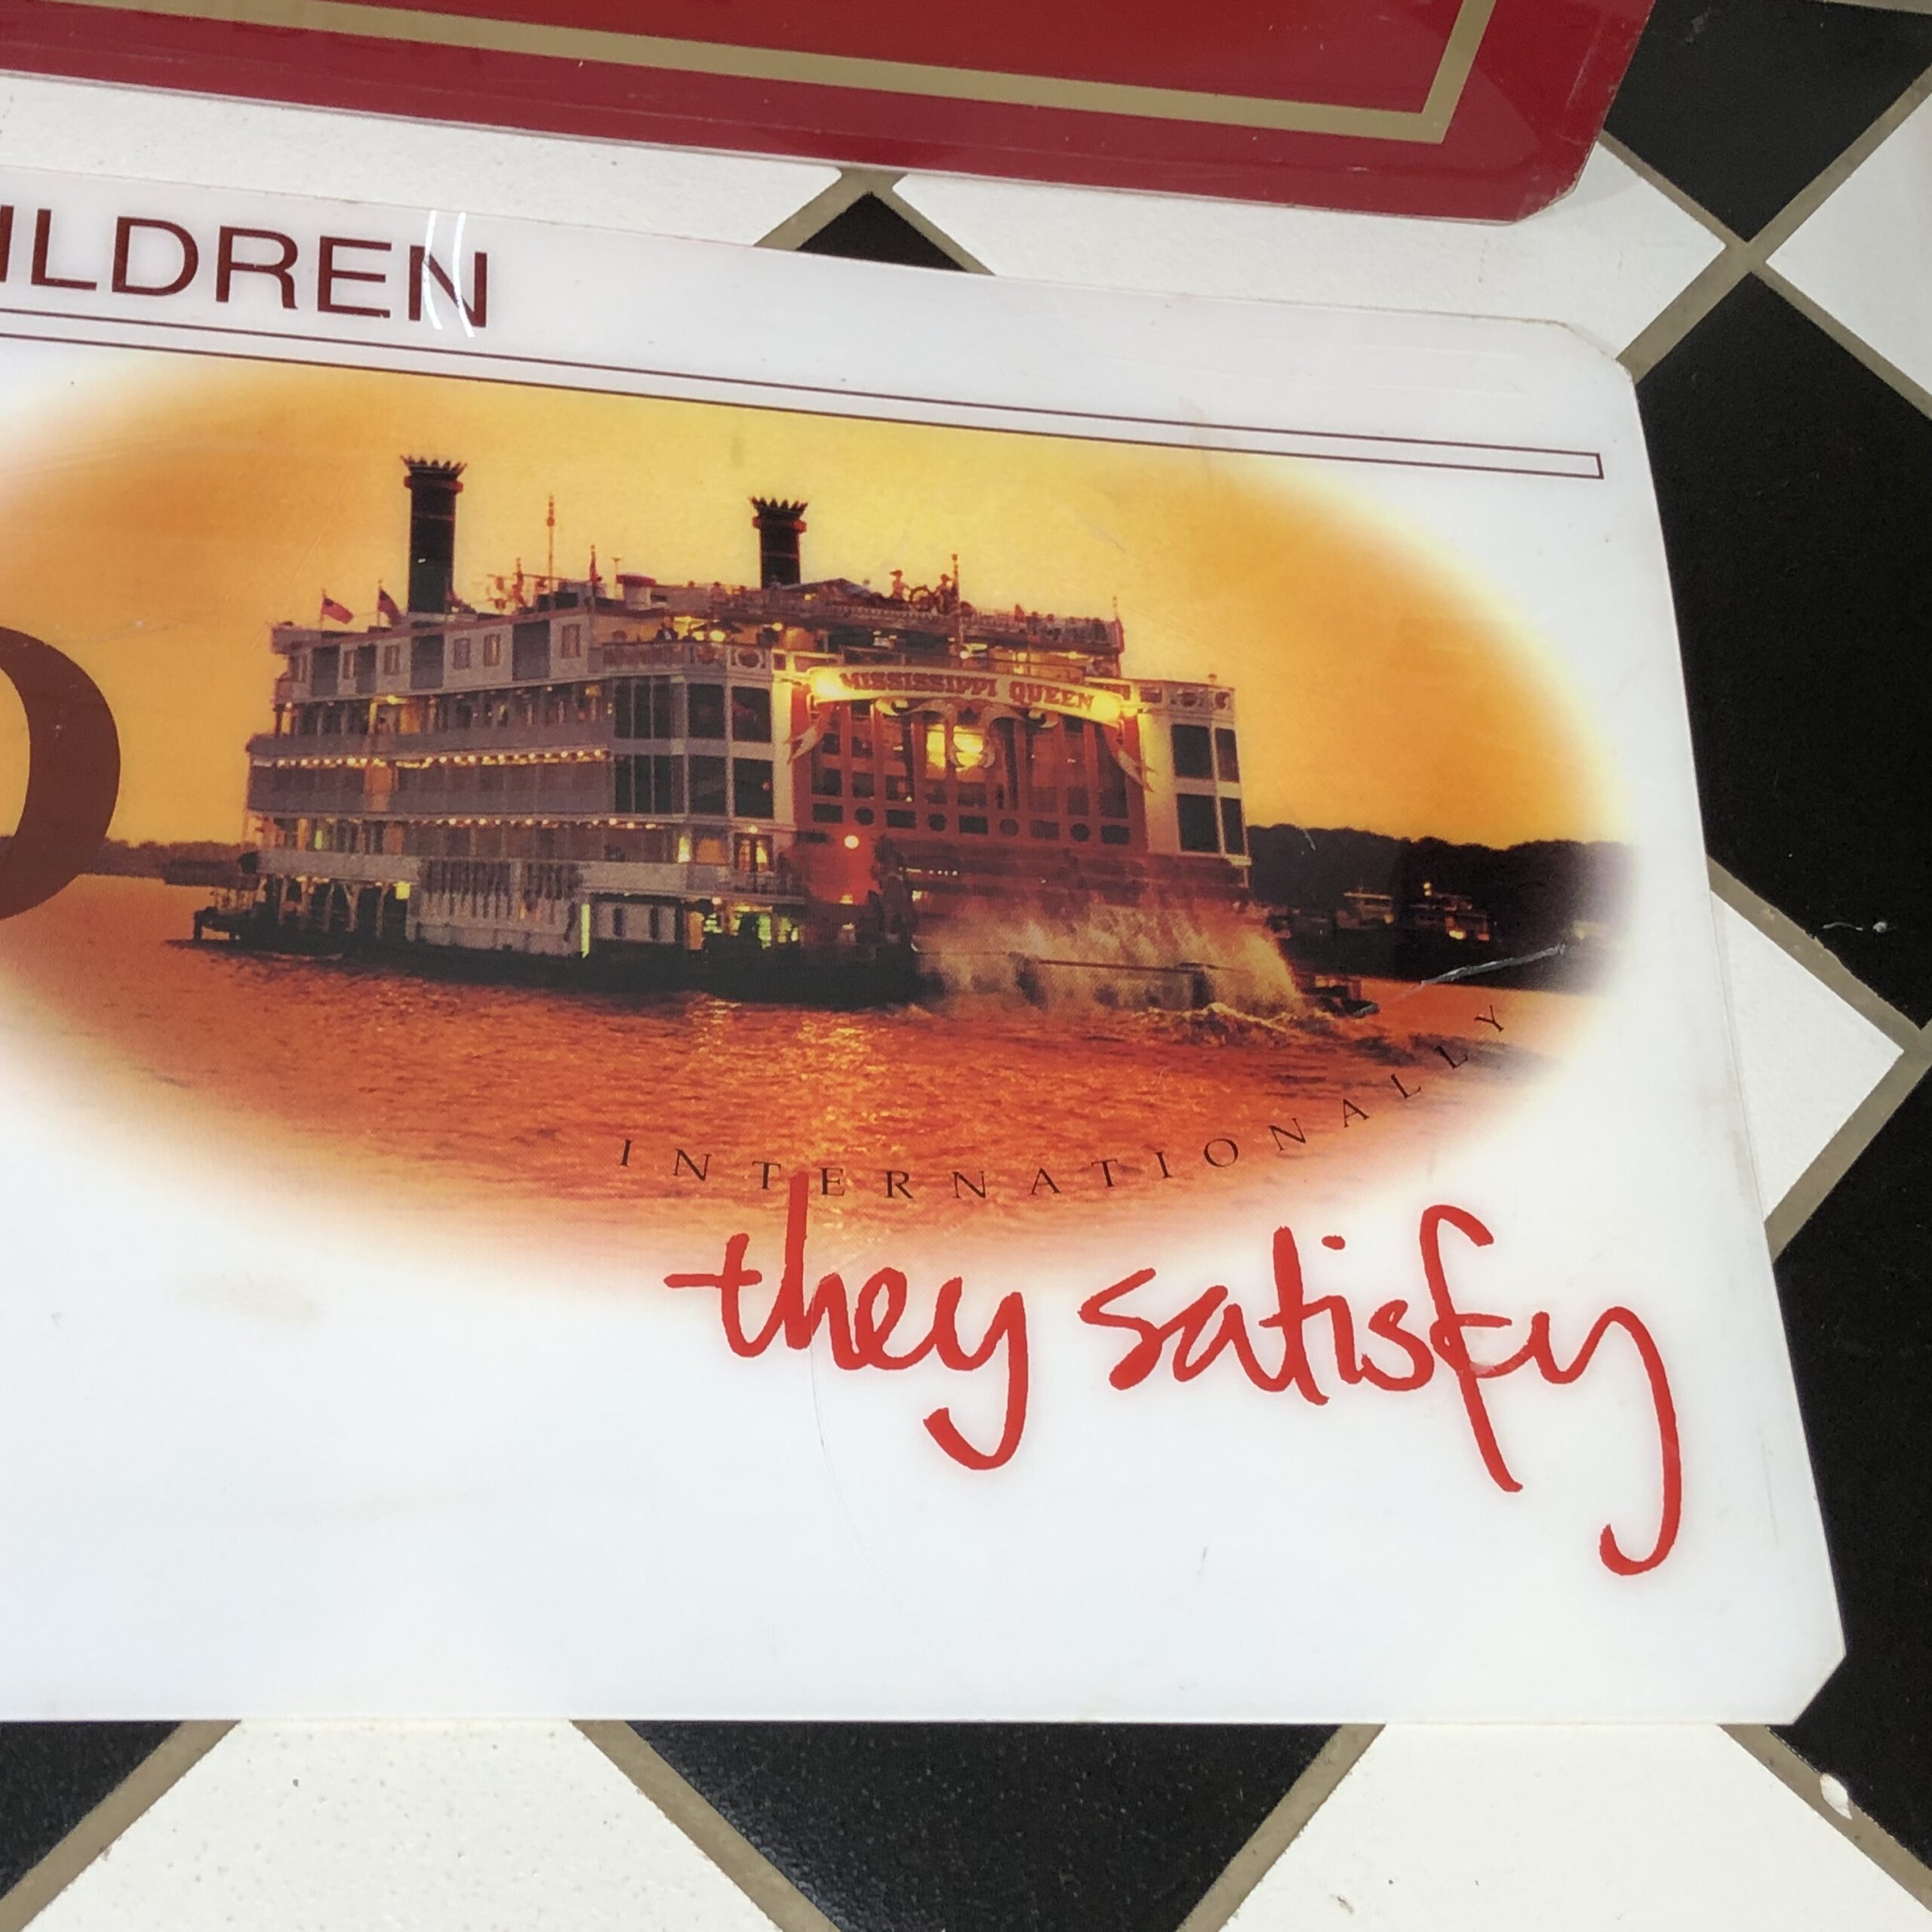 ILDREN
MISSISSIPPI QUEEN
INTERNATIONALLY
they satisfy